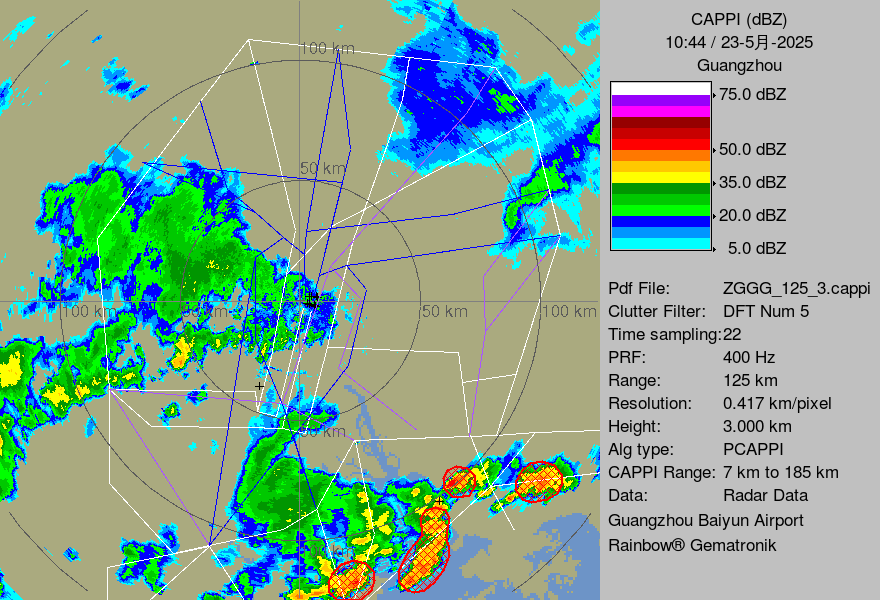 CAPPI (dBZ)
10:44 / 23-5月-2025
Guangzhou
75.0 dBZ
50.0 dBZ
35.0 dBZ
20.0 dBZ
5.0 dBZ
Pdf File: ZGGG_125_3.cappi
Clutter Filter: DFT Num 5
Time sampling:22
PRF: 400 Hz
Range: 125 km
Resolution: 0.417 km/pixel
Height: 3.000 km
Alg type: PCAPPI
CAPPI Range: 7 km to 185 km
Data: Radar Data
Guangzhou Baiyun Airport
Rainbow® Gematronik
100 km
50 km
100 km
50 km
50 km
100 km
50 km
100 km